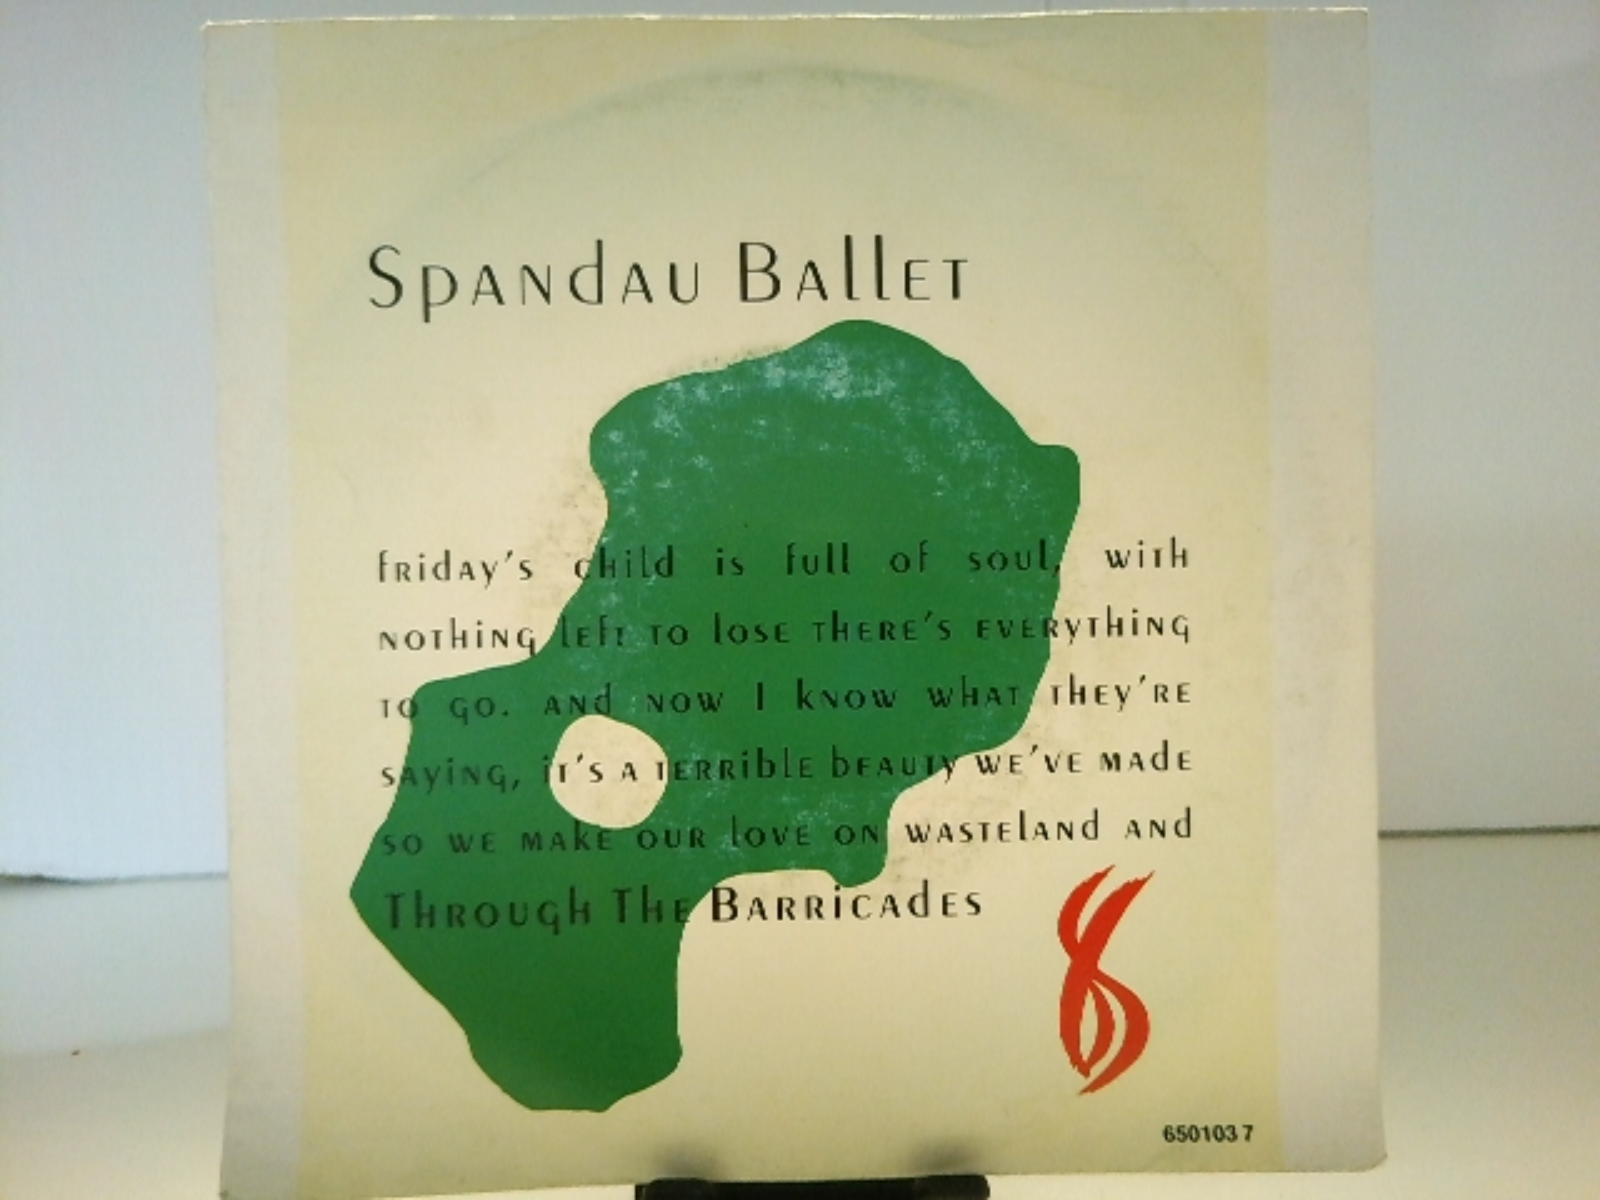 Spandau Ballet
friday's child is full of soul, with
nothing left to lose there's everything
to go. and now I know what they're
saying, it's a terrible beauty we've made
so we make our love on wasteland and
Through The Barricades
8
650103 7